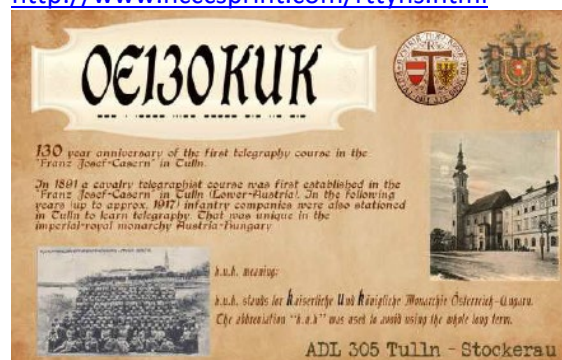 http://www.ncccsprint.com/rttyns.html
OE130KUK
130 year anniversary of the first telegraphy course in the
"Franz Josef-Casern" in Tulln.
In 1891 a cavalry telegraphist course was first established in the
"Franz Josef-Casern" in Tulln (Lower-Austria). In the following
years (up to approx. 1917) infantry companies were also stationed
in Tulln to learn telegraphy. That was unique in the
imperial-royal monarchy Austria-Hungary
k.u.k. meaning:
k.u.k. stands for Kaiserliche Und Königliche Monarchie Österreich-Ungarn.
The abbreviation "k.u.k" was used to avoid using the whole long term.
ADL 305 Tulln - Stockerau